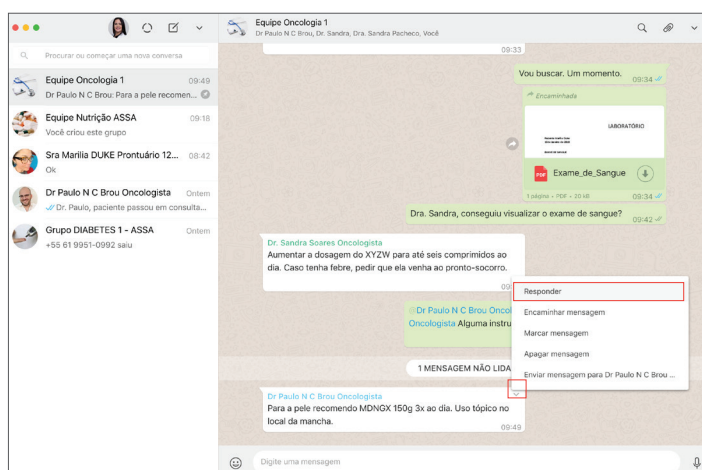 Procurar ou começar uma nova conversa
Equipe Oncologia 1 09:49
Dr Paulo N C Brou: Para a pele recomen...
Equipe Nutrição ASSA 09:18
Você criou este grupo
Sra Marilia DUKE Prontuário 12... 08:42
Ok
Dr Paulo N C Brou Oncologista Ontem
Dr. Paulo, paciente passou em consulta...
Grupo DIABETES 1 - ASSA Ontem
+55 61 9951-0992 saiu
Equipe Oncologia 1
Dr Paulo N C Brou, Dr. Sandra, Dra. Sandra Pacheco, Você
09:33
Vou buscar. Um momento. 09:34
Encaminhada
LABORATÓRIO
PDF Exame_de_Sangue
1 página • PDF • 20 kB 09:34
Dra. Sandra, conseguiu visualizar o exame de sangue? 09:42
Dr. Sandra Soares Oncologista
Aumentar a dosagem do XYZW para até seis comprimidos ao
dia. Caso tenha febre, pedir que ela venha ao pronto-socorro.
09
@Dr Paulo N C Brou Oncol
Oncologista Alguma instru
Responder
Encaminhar mensagem
Marcar mensagem
Apagar mensagem
Enviar mensagem para Dr Paulo N C Brou ...
1 MENSAGEM NÃO LIDA
Dr Paulo N C Brou Oncologista
Para a pele recomendo MDNGX 150g 3x ao dia. Uso tópico no
local da mancha.
09:49
Digite uma mensagem